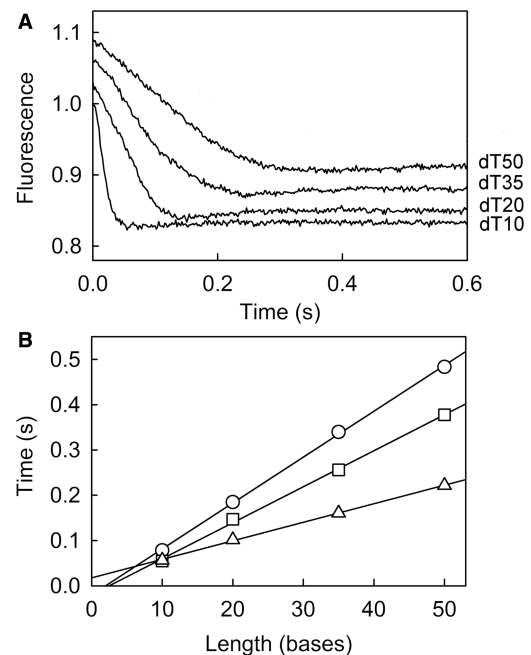 A
1.1
1.0
0.9
0.8
Fluorescence
dT50
dT35
dT20
dT10
0.0 0.2 0.4 0.6
Time (s)
B
0.5
0.4
0.3
0.2
0.1
0.0
Time (s)
0 10 20 30 40 50
Length (bases)